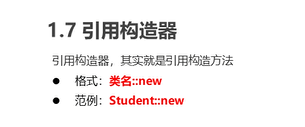 1.7 引用构造器
引用构造器，其实就是引用构造方法
● 格式：类名::new
● 范例：Student::new